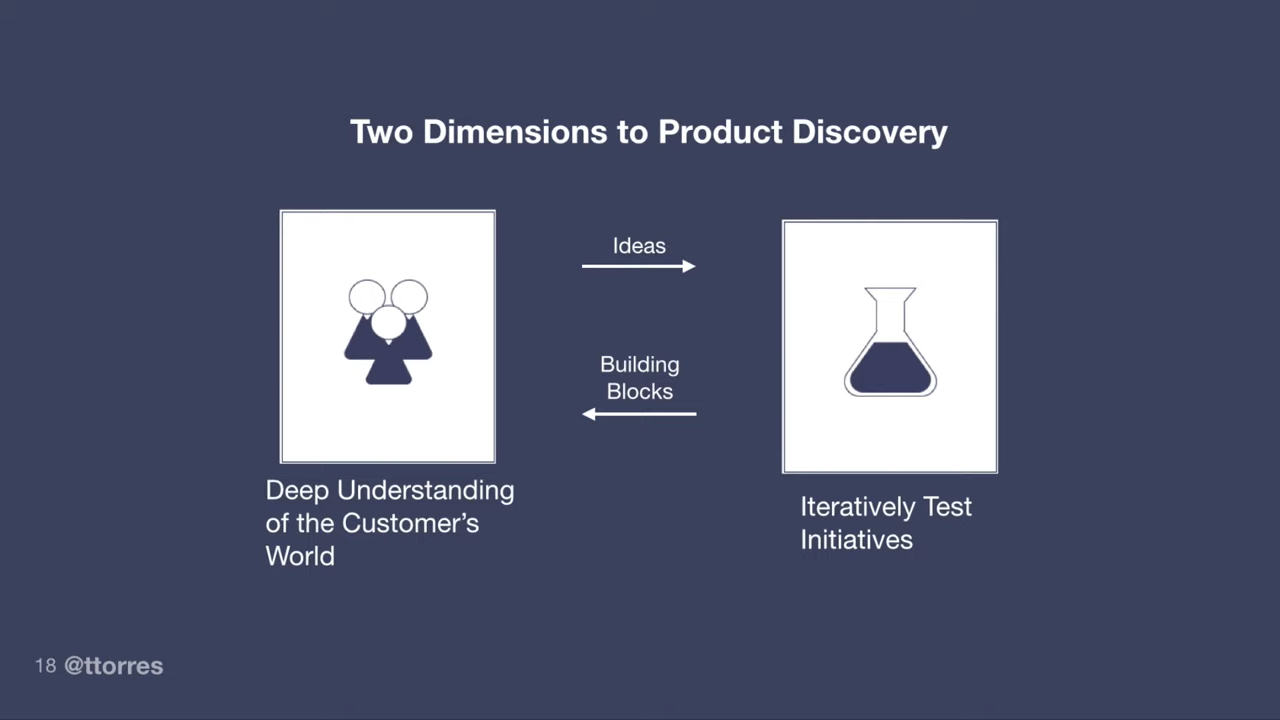 Two Dimensions to Product Discovery
Ideas
Building
Blocks
Deep Understanding
of the Customer's
World
Iteratively Test
Initiatives
18 @ttorres